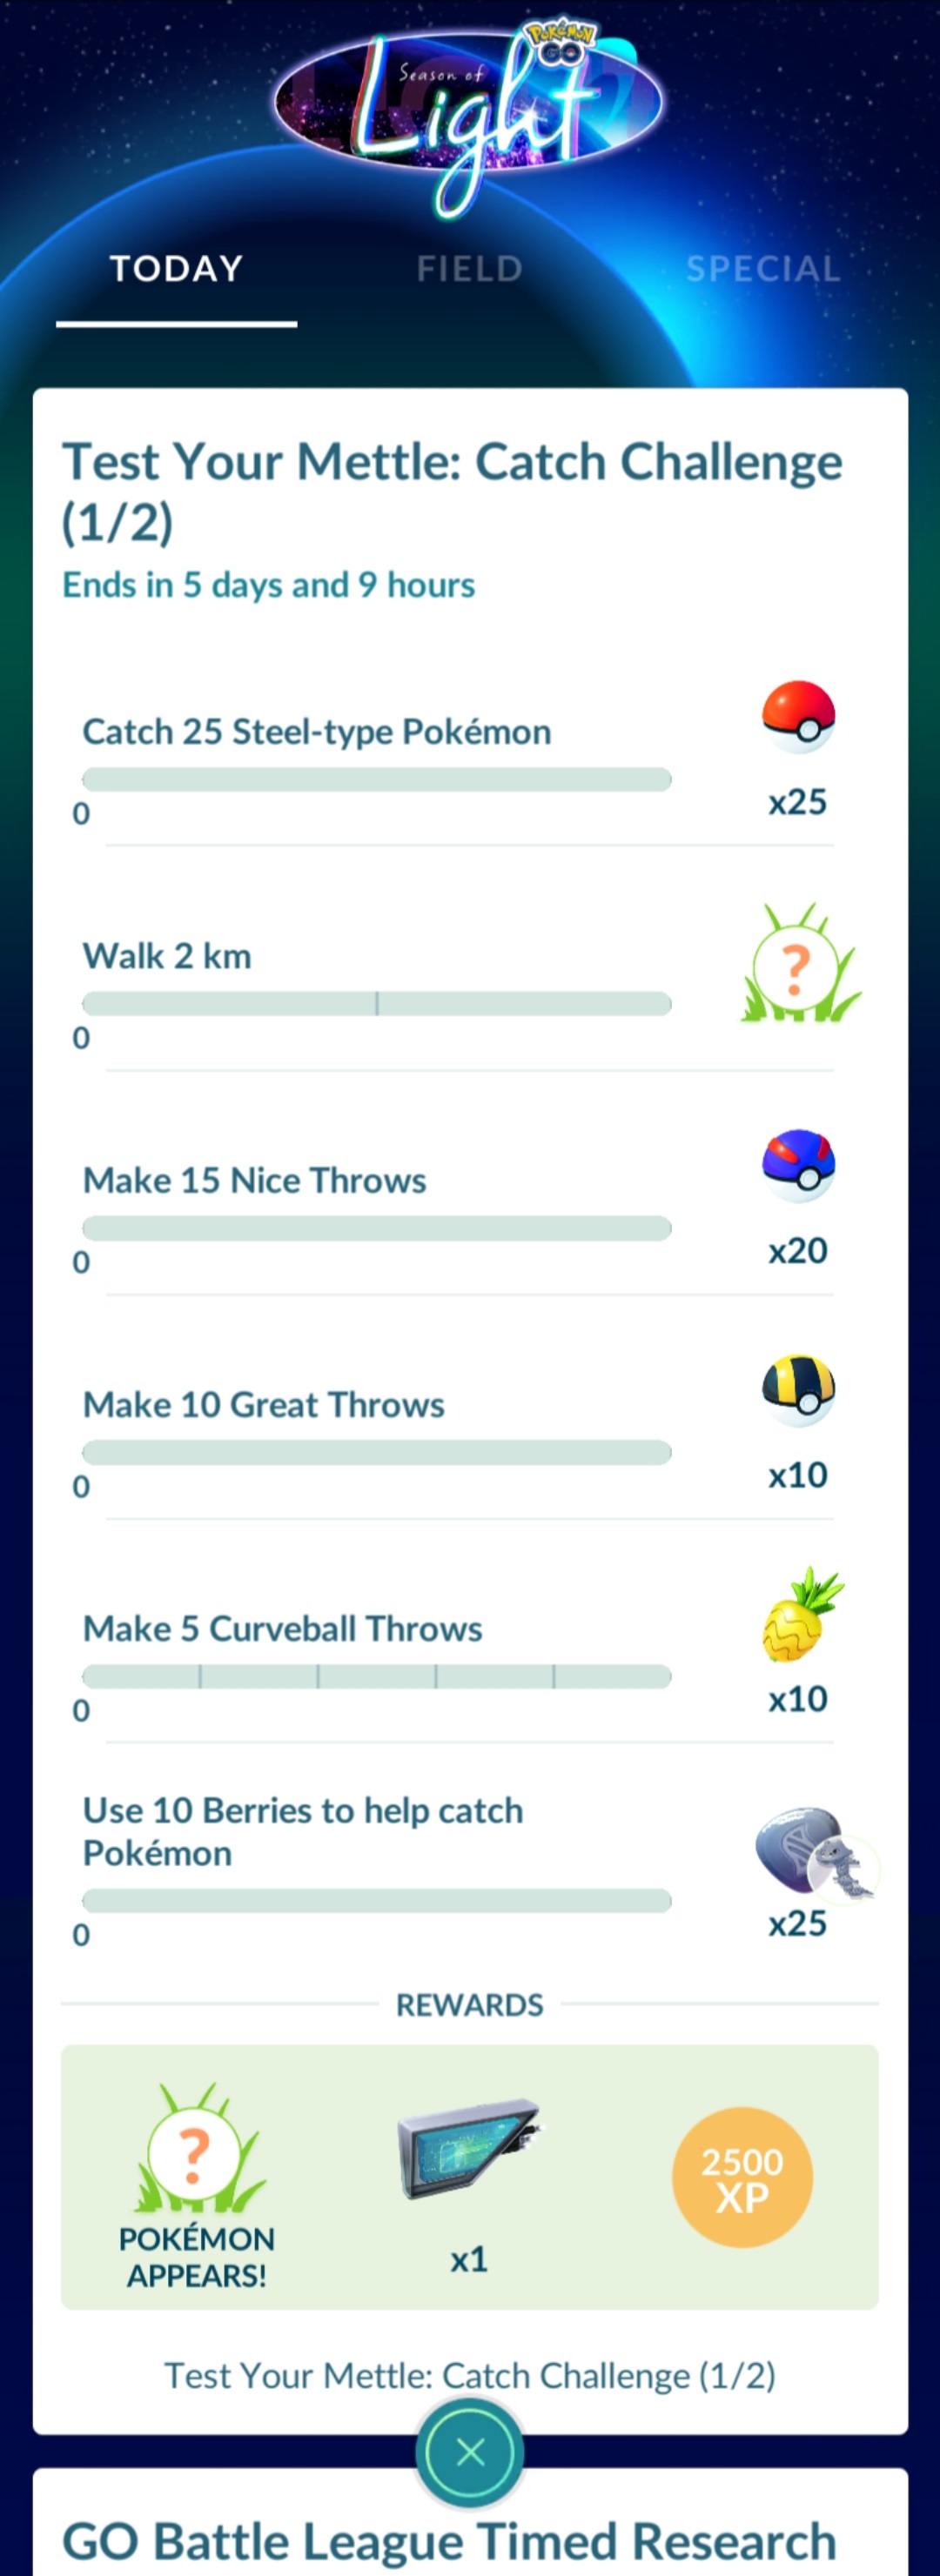 Pokémon
GO
Season of
Light
TODAY
FIELD
SPECIAL
Test Your Mettle: Catch Challenge
(1/2)
Ends in 5 days and 9 hours
Catch 25 Steel-type Pokémon
0
x25
Walk 2 km
0
?
Make 15 Nice Throws
0
x20
Make 10 Great Throws
0
x10
Make 5 Curveball Throws
0
x10
Use 10 Berries to help catch
Pokémon
0
x25
REWARDS
?
POKÉMON
APPEARS!
x1
2500
XP
Test Your Mettle: Catch Challenge (1/2)
GO Battle League Timed Research